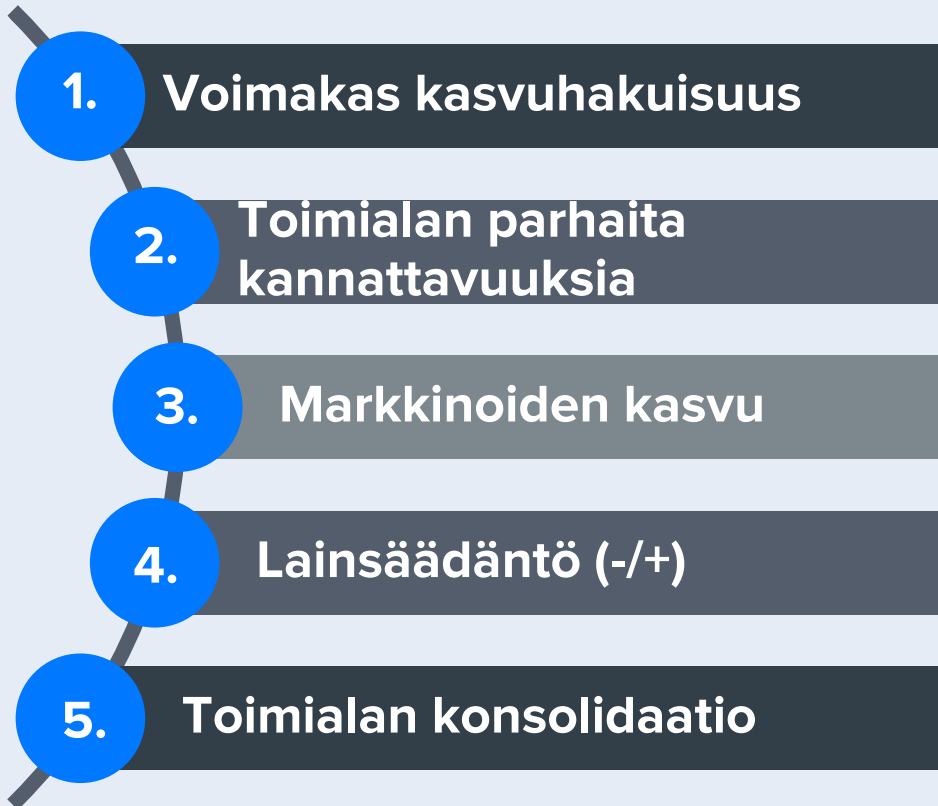 1. Voimakas kasvuhakuisuus
2. Toimialan parhaita
kannattavuuksia
3. Markkinoiden kasvu
4. Lainsäädäntö (-/+)
5. Toimialan konsolidaatio